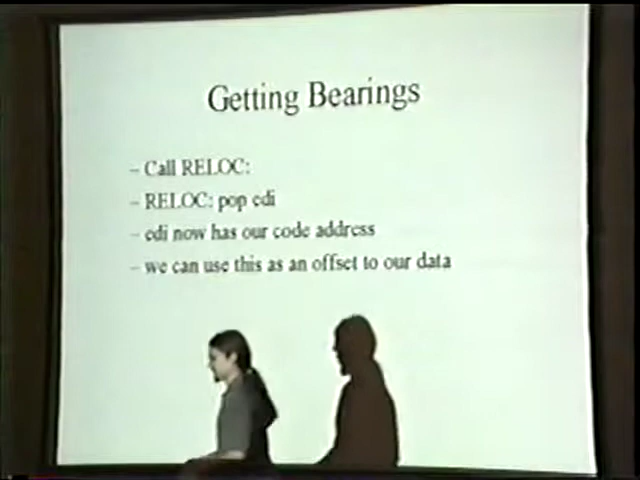 Getting Bearings
– Call RELOC:
– RELOC: pop edi
– edi now has our code address
– we can use this as an offset to our data